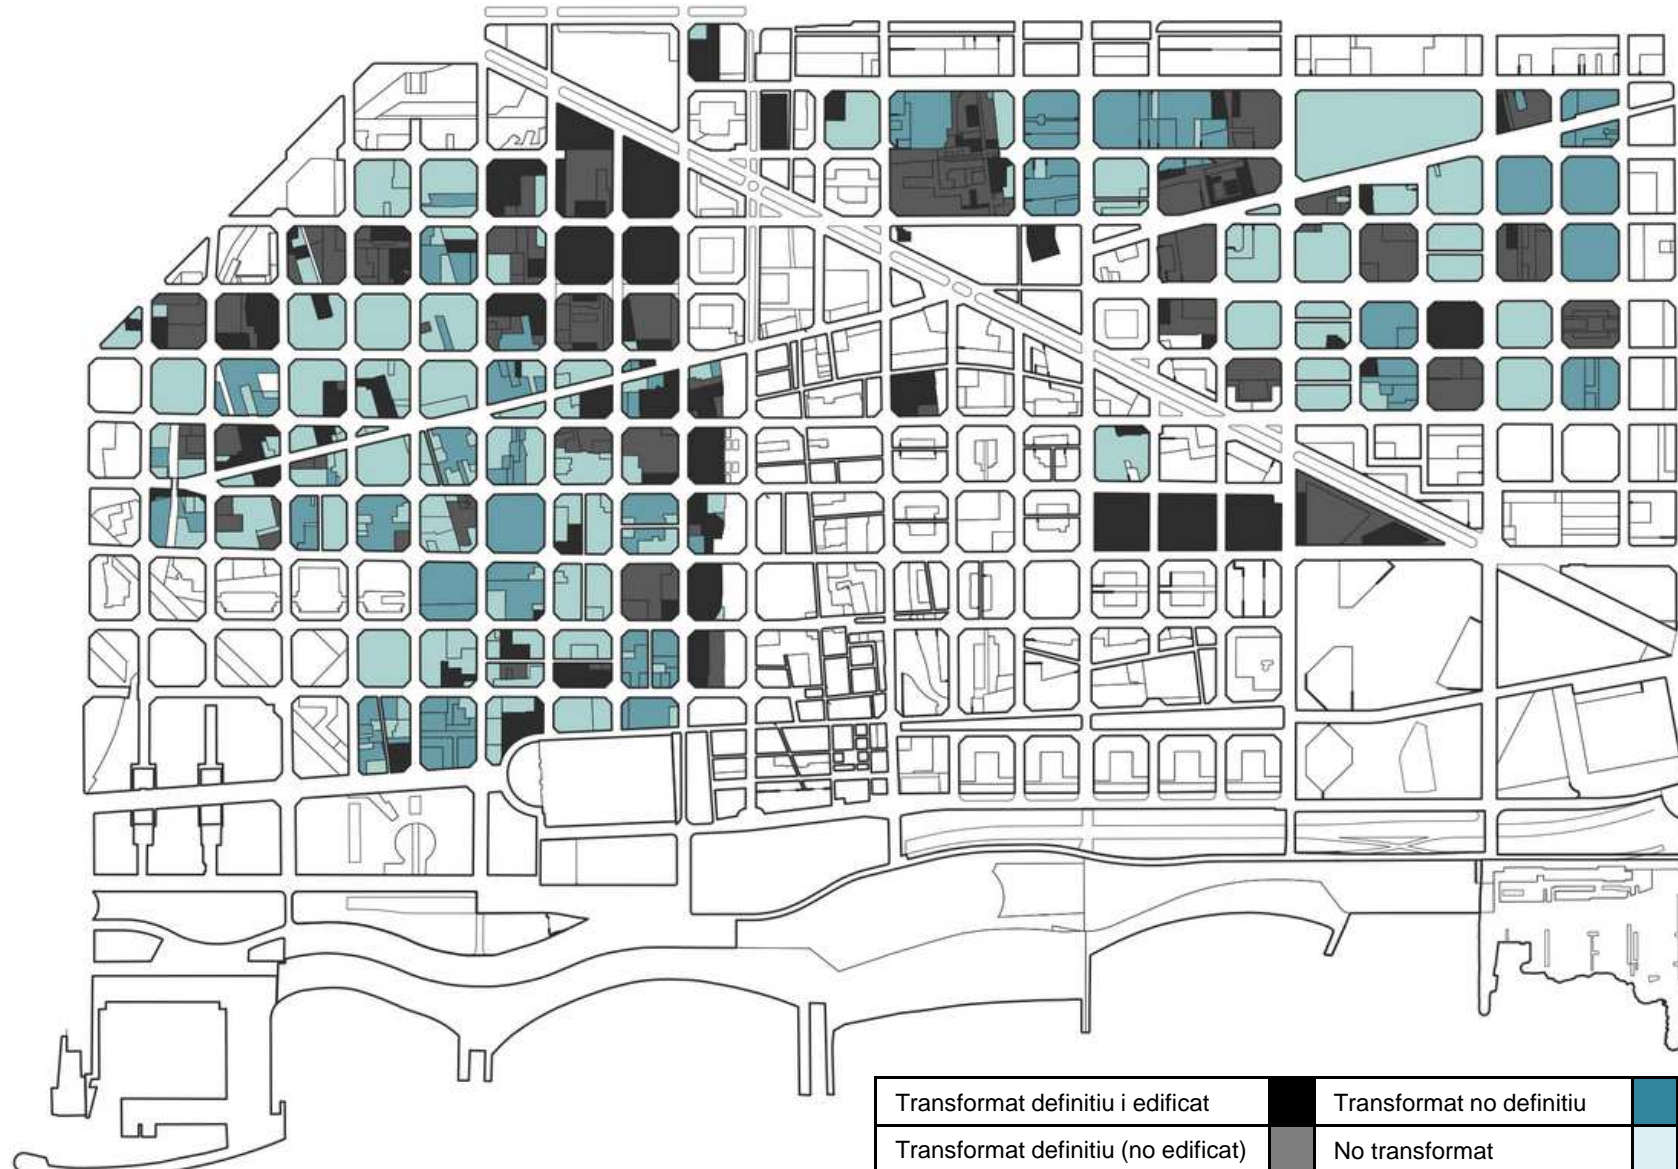 Transformat definitiu i edificat
Transformat no definitiu
Transformat definitiu (no edificat)
No transformat